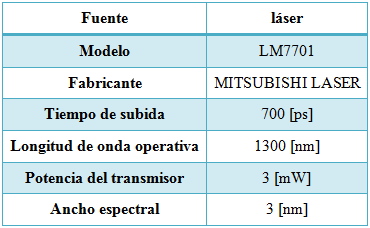 Fuente láser
Modelo LM7701
Fabricante MITSUBISHI LASER
Tiempo de subida 700 [ps]
Longitud de onda operativa 1300 [nm]
Potencia del transmisor 3 [mW]
Ancho espectral 3 [nm]